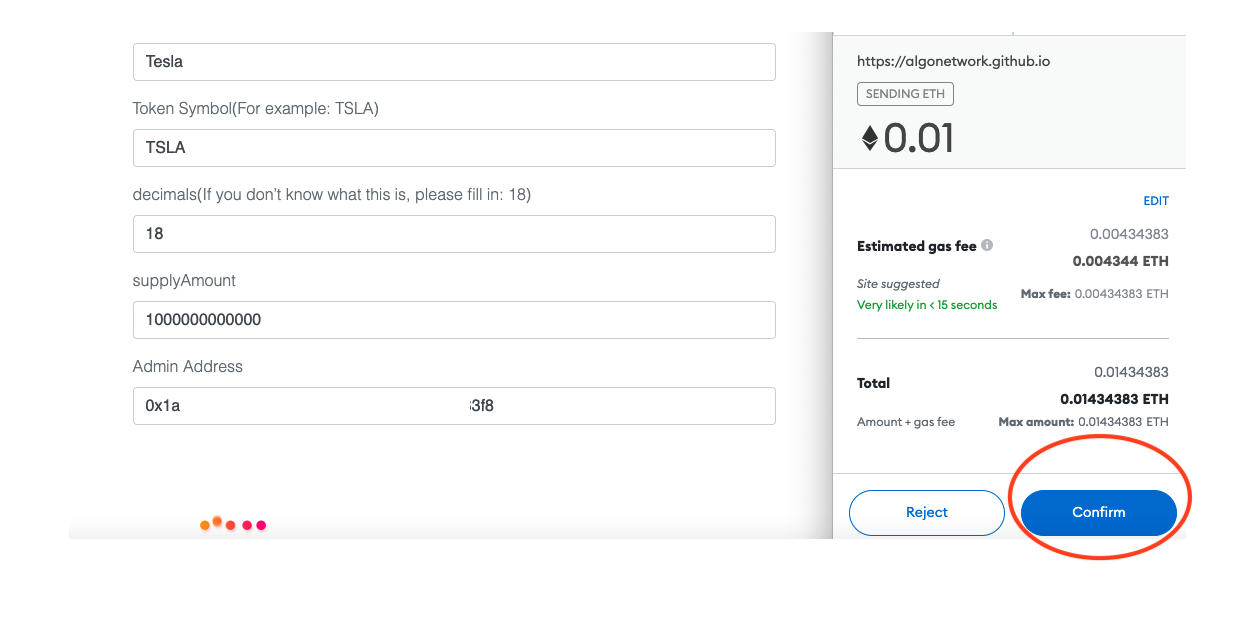 Tesla
Token Symbol(For example: TSLA)
TSLA
decimals(If you don't know what this is, please fill in: 18)
18
supplyAmount
1000000000000
Admin Address
0x1a 3f8
https://algonetwork.github.io
SENDING ETH
0.01
EDIT
Estimated gas fee
0.00434383
0.004344 ETH
Site suggested
Max fee: 0.00434383 ETH
Very likely in < 15 seconds
Total
0.01434383
0.01434383 ETH
Amount + gas fee
Max amount: 0.01434383 ETH
Reject
Confirm